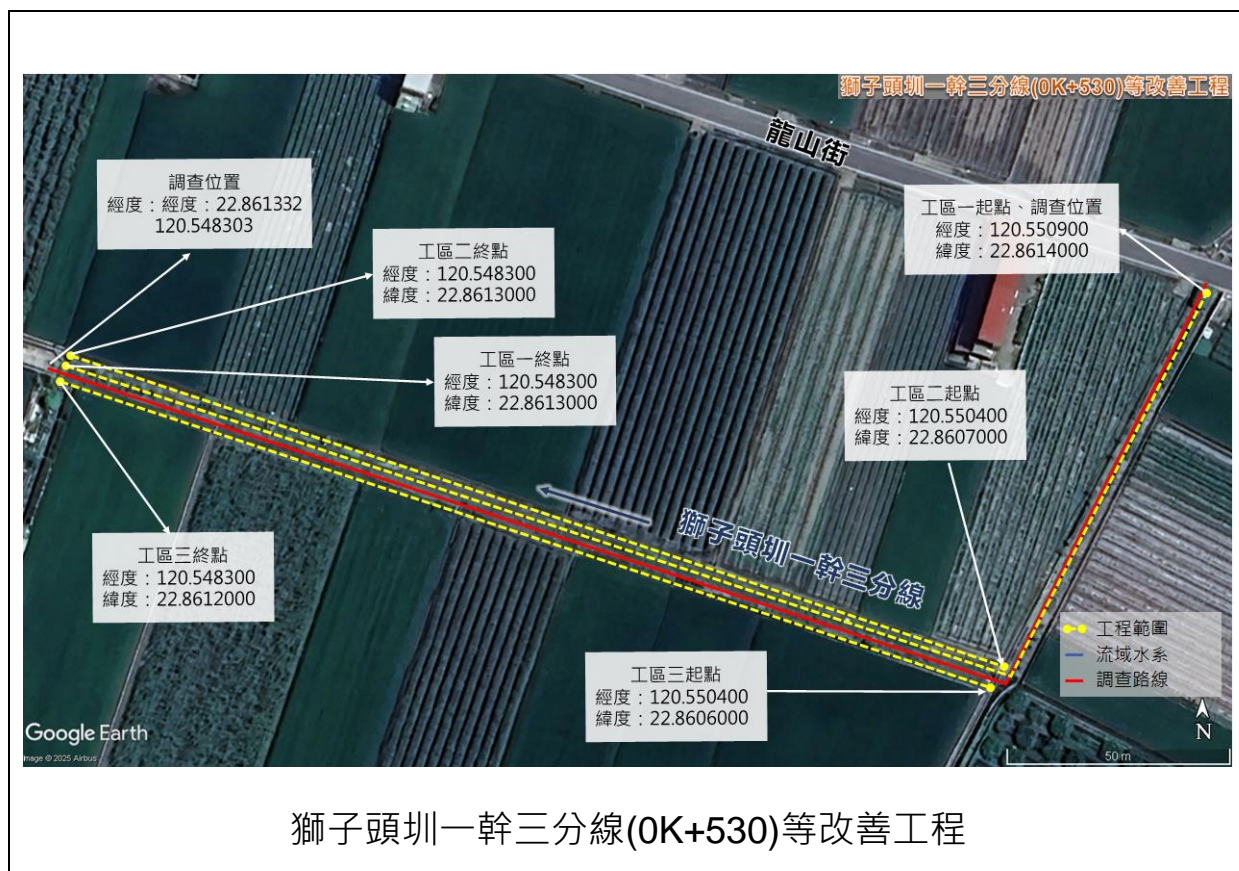 獅子頭圳一幹三分線(0K+530)等改善工程
龍山街
調查位置
經度：經度：22.861332
120.548303
工區二終點
經度：120.548300
緯度：22.8613000
工區一起點、調查位置
經度：120.550900
緯度：22.8614000
工區一終點
經度：120.548300
緯度：22.8613000
工區二起點
經度：120.550400
緯度：22.8607000
獅子頭圳一幹三分線
工區三終點
經度：120.548300
緯度：22.8612000
工區三起點
經度：120.550400
緯度：22.8606000
工程範圍
流域水系
調查路線
N
50 m
Google Earth
Image © 2025 Airbus
獅子頭圳一幹三分線(0K+530)等改善工程